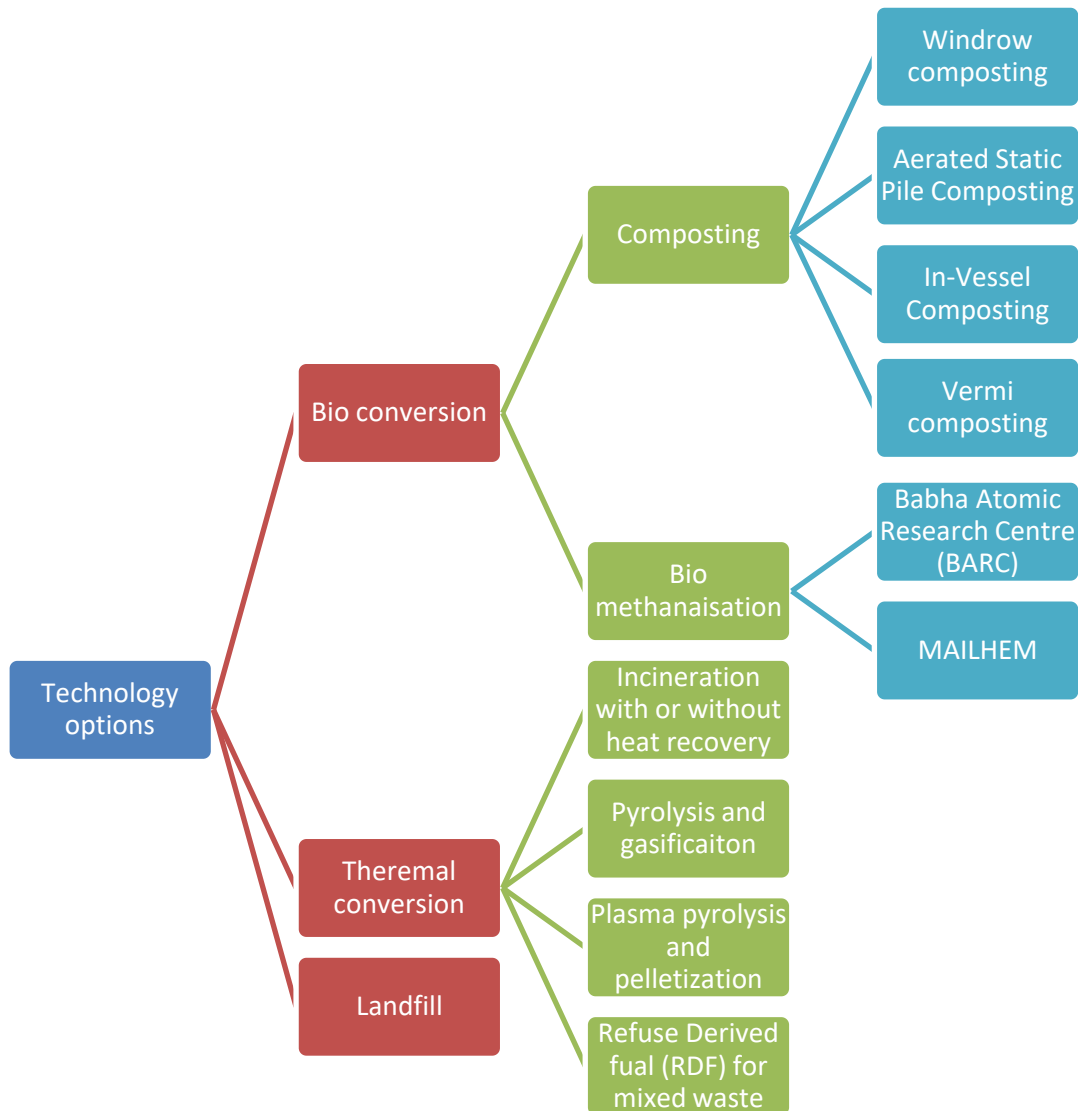 Technology
options
Bio conversion
Composting
Windrow
composting
Aerated Static
Pile Composting
In-Vessel
Composting
Vermi
composting
Bio
methanaisation
Babha Atomic
Research Centre
(BARC)
MAILHEM
Theremal
conversion
Incineration
with or without
heat recovery
Pyrolysis and
gasificaiton
Plasma pyrolysis
and
pelletization
Refuse Derived
fual (RDF) for
mixed waste
Landfill